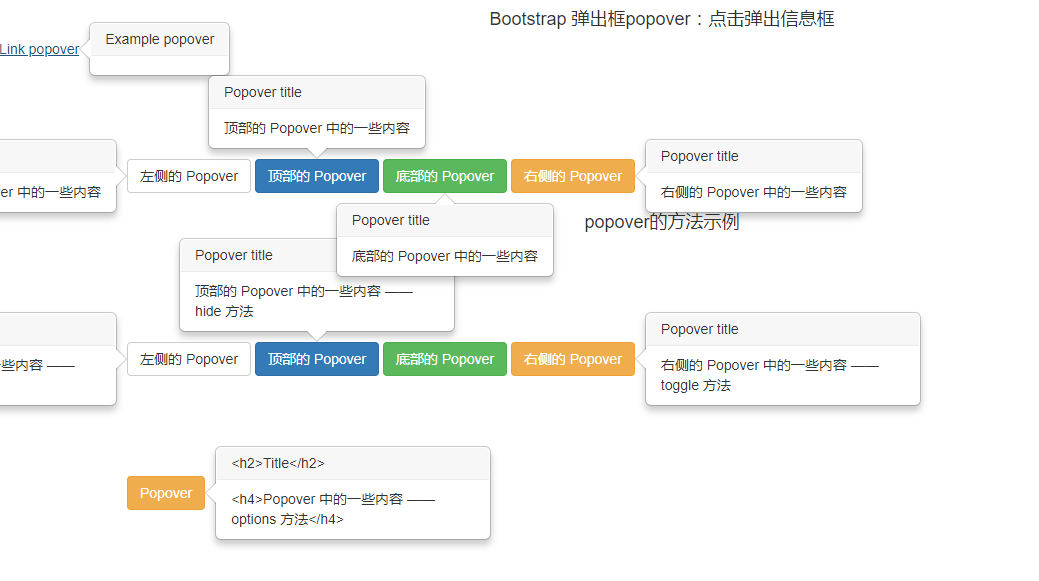 Bootstrap 弹出框popover：点击弹出信息框
Link popover
Example popover
Popover title
顶部的 Popover 中的一些内容
er 中的一些内容
左侧的 Popover
顶部的 Popover
底部的 Popover
右侧的 Popover
Popover title
右侧的 Popover 中的一些内容
Popover title
底部的 Popover 中的一些内容
popover的方法示例
Popover title
顶部的 Popover 中的一些内容 ——
hide 方法
些内容 ——
左侧的 Popover
顶部的 Popover
底部的 Popover
右侧的 Popover
Popover title
右侧的 Popover 中的一些内容 ——
toggle 方法
Popover
<h2>Title</h2>
<h4>Popover 中的一些内容 ——
options 方法</h4>